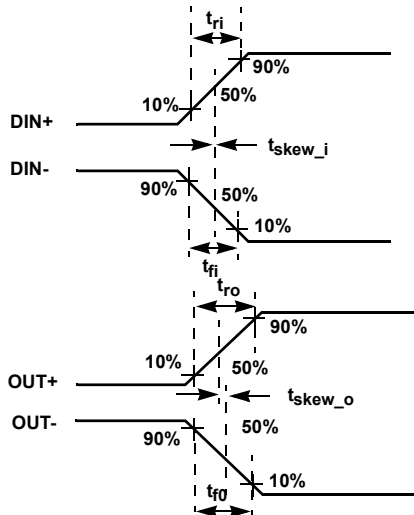 tri
90%
10%
50%
DIN+
tskew_i
DIN-
90%
50%
10%
tfi
tro
90%
10%
50%
OUT+
tskew_o
OUT-
90%
50%
10%
tf0